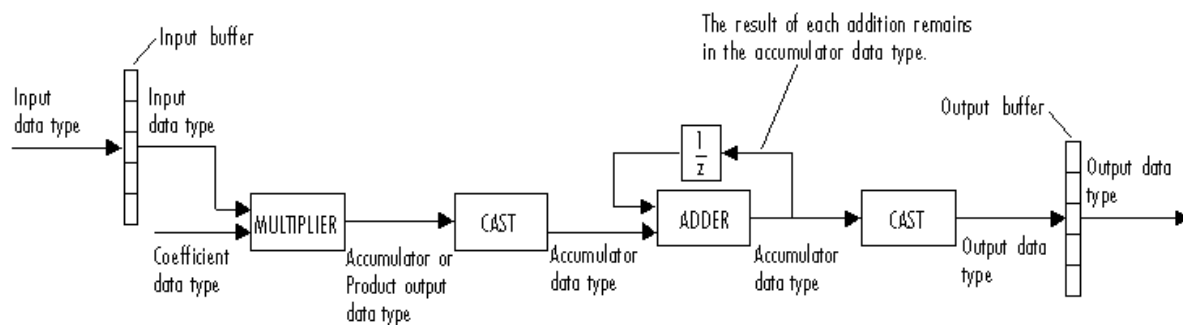 Input buffer
The result of each addition remains
in the accumulator data type.
Input
data type
Input
data type
Output buffer
1
z
Output data
type
MULTIPLIER
CAST
ADDER
CAST
Coefficient
data type
Accumulator or
Product output
data type
Accumulator
data type
Accumulator
data type
Output data
type